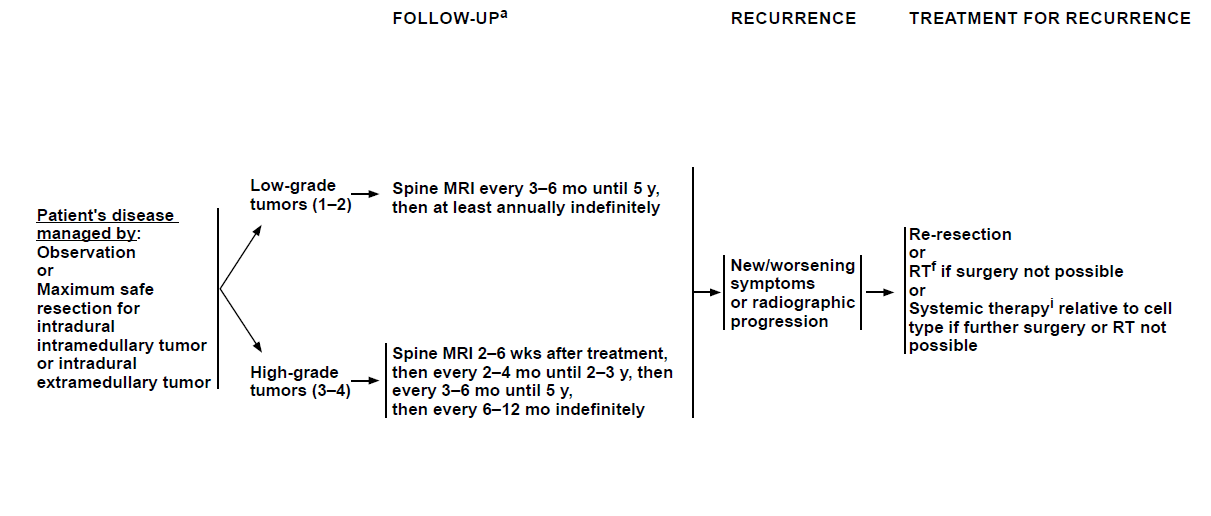 FOLLOW-UPᵃ
RECURRENCE
TREATMENT FOR RECURRENCE
Patient's disease
managed by:
Observation
or
Maximum safe
resection for
intradural
intramedullary tumor
or intradural
extramedullary tumor
Low-grade
tumors (1–2)
Spine MRI every 3–6 mo until 5 y,
then at least annually indefinitely
High-grade
tumors (3–4)
Spine MRI 2–6 wks after treatment,
then every 2–4 mo until 2–3 y, then
every 3–6 mo until 5 y,
then every 6–12 mo indefinitely
New/worsening
symptoms
or radiographic
progression
Re-resection
or
RTᶠ if surgery not possible
or
Systemic therapyʲ relative to cell
type if further surgery or RT not
possible